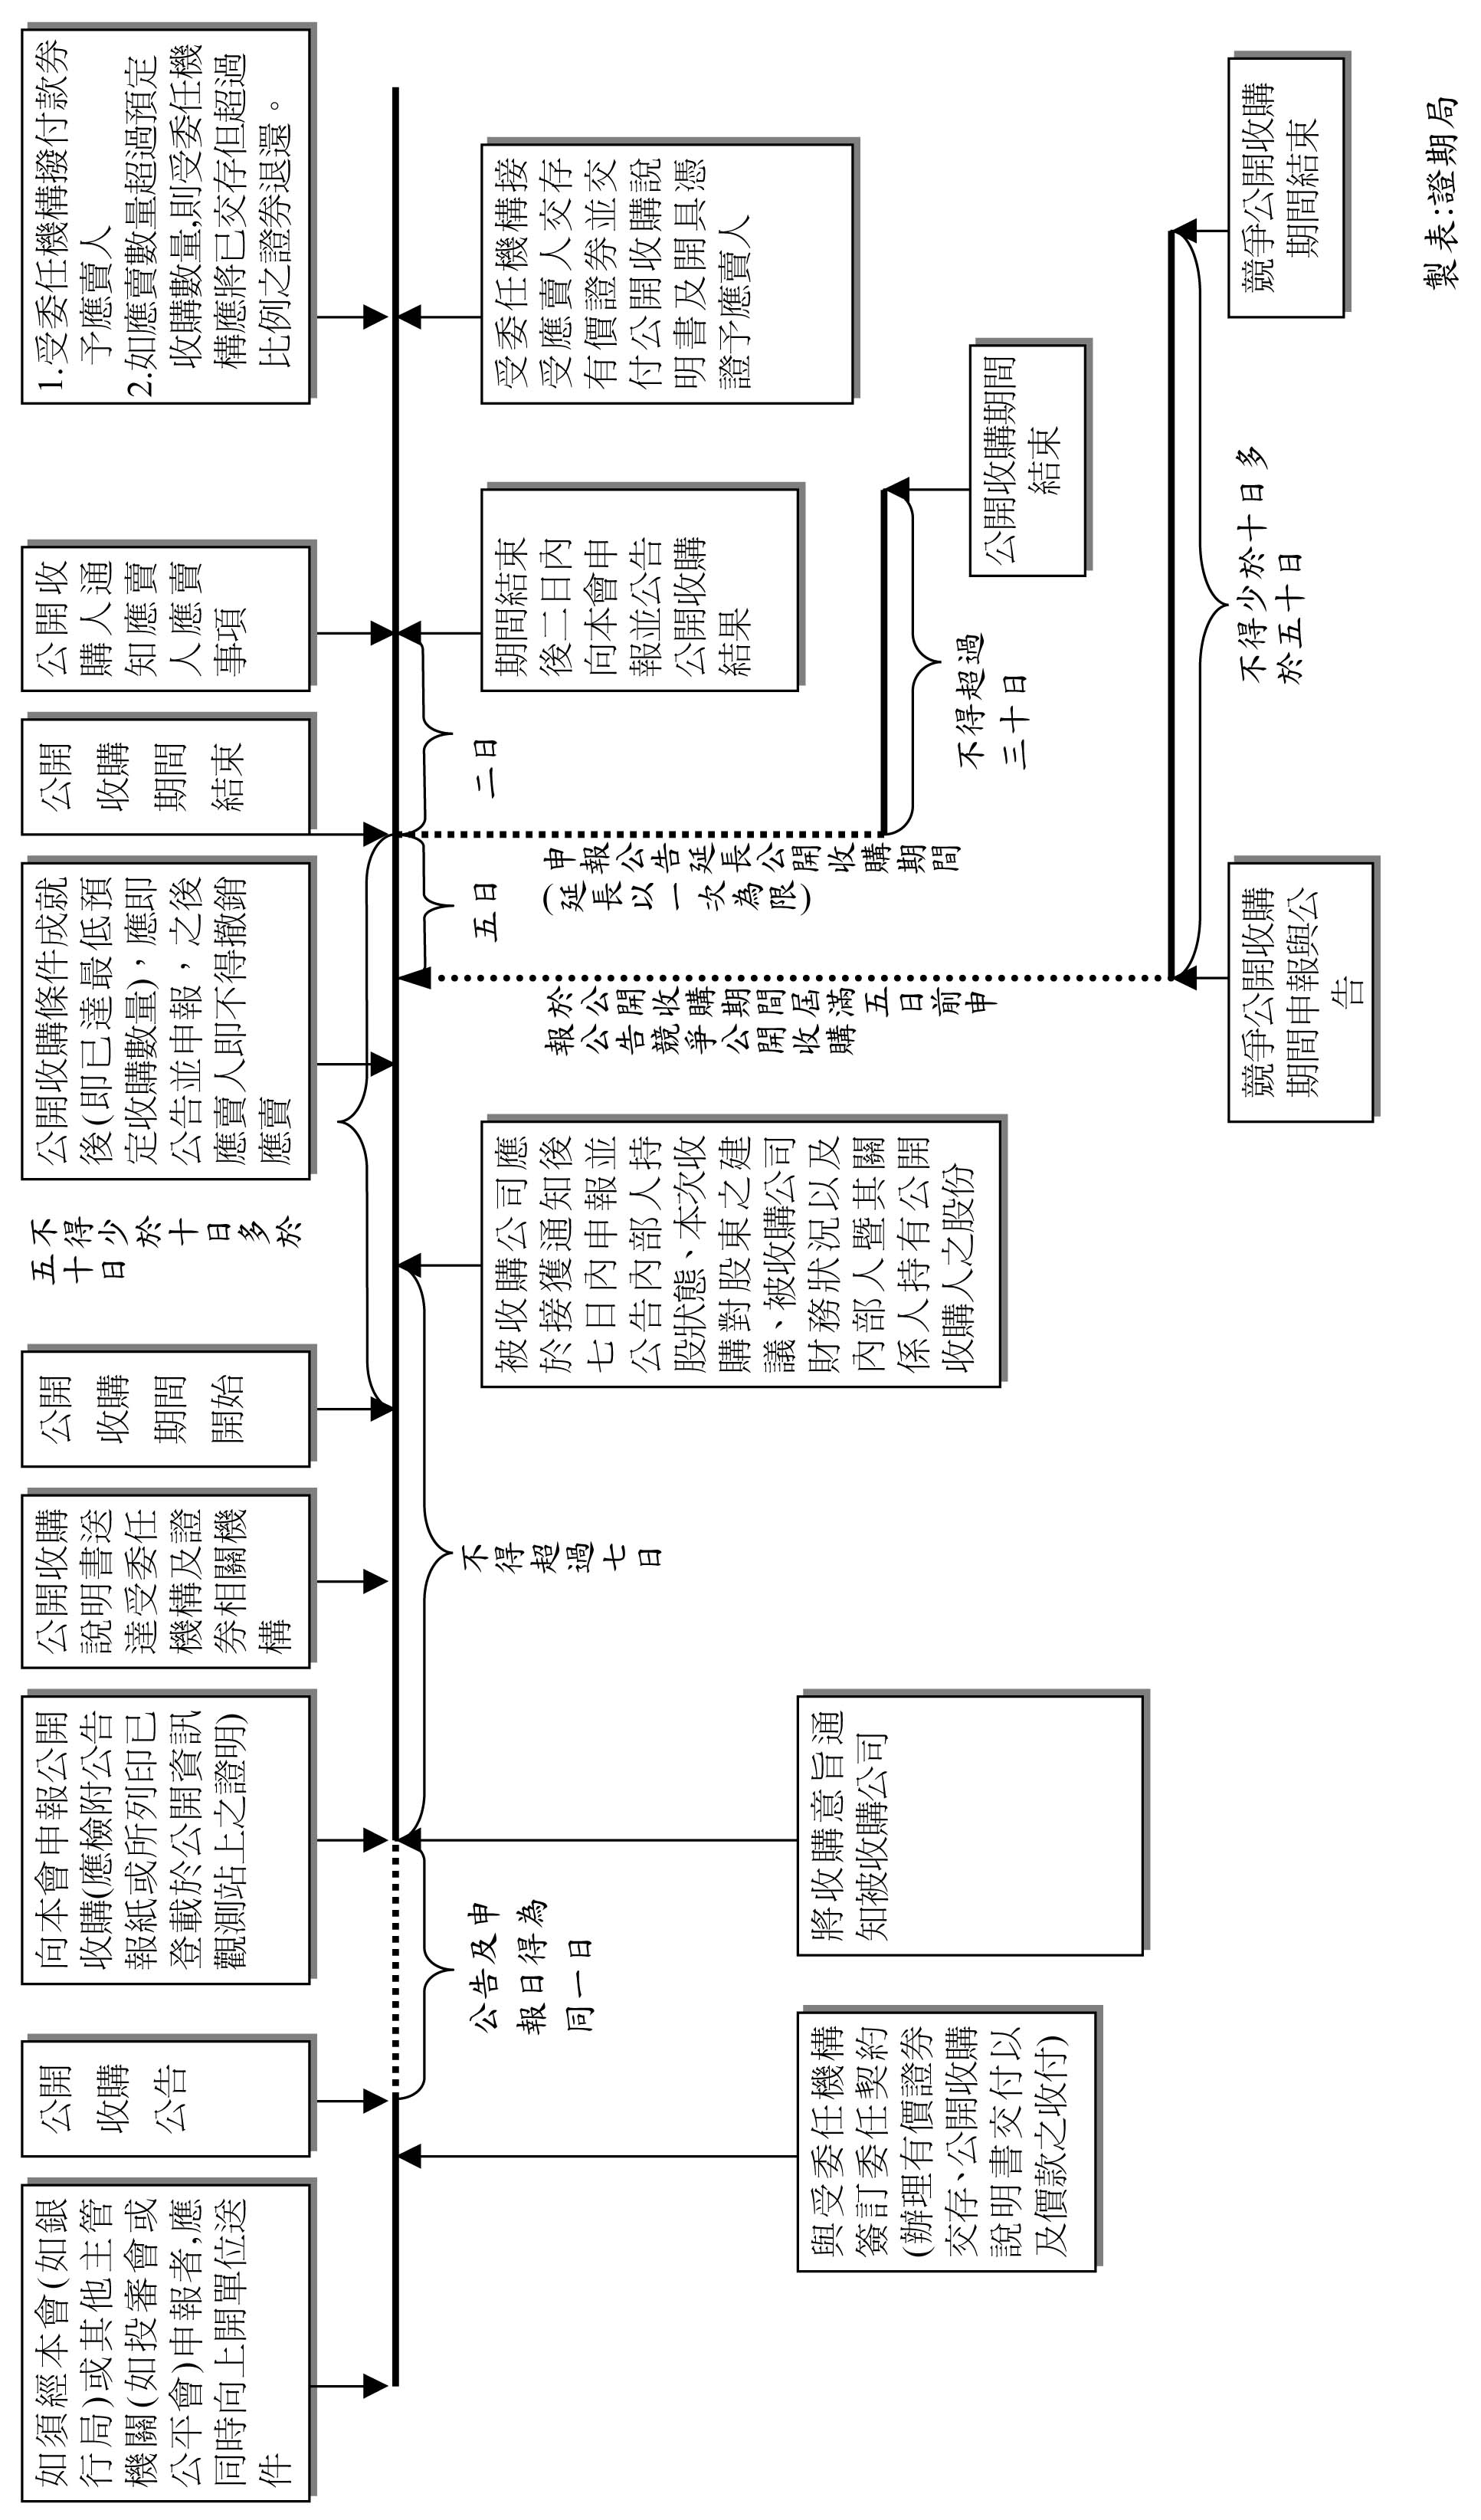 如須經本會(如銀
行局)或其他主管
機關(如投審會或
公平會)申報者,應
同時向上開單位送
件
公開
收購
公告
向本會申報公開
收購(應檢附公告
報紙或所列印已
登載於公開資訊
觀測站上之證明)
公開收購
說明書送
達受委任
機構及證
券相關機
構
公開
收購
期間
開始
不得少於十日多於
五十日
公開收購條件成就
後(即已達最低預
定收購數量),應即
公告並申報,之後
應賣人即不得撤銷
應賣
公開
收購
期間
結束
公開收
購人通
知應賣
人應賣
事項
1.受委任機構撥付款券
予應賣人
2.如應賣數量超過預定
收購數量,則受委任機
構應將已交存但超過
比例之證券退還。
公告及申
報日得為
同一日
不得超過七日
被收購公司應
於接獲通知後
七日內申報並
公告內部人持
股狀態、本次收
購對股東之建
議、被收購公司
財務狀況以及
內部人暨其關
係人持有公開
收購人之股份
五日
二日
期間結束
後二日內
向本會申
報並公告
公開收購
結果
受委任機構接
受應賣人交存
有價證券並交
付公開收購說
明書及開具憑
證予應賣人
於公開收購期間屆滿五日前申
報公告競爭公開收購
申報公告延長公開收購期間
(延長以一次為限)
與受委任機構
簽訂委任契約
(辦理有價證券
交存、公開收購
說明書交付以
及價款之收付)
將收購意旨通
知被收購公司
不得超過
三十日
公開收購期間
結束
競爭公開收購
期間申報與公
告
不得少於十日多
於五十日
競爭公開收購
期間結束
製表:證期局